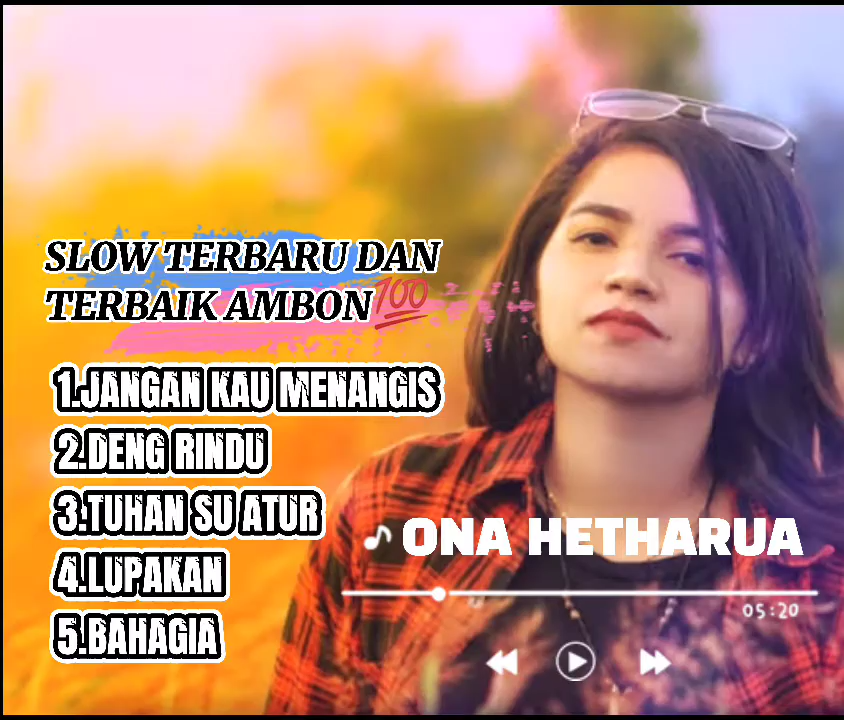 SLOW TERBARU DAN
TERBAIK AMBON💯
1.JANGAN KAU MENANGIS
2.DENG RINDU
3.TUHAN SU ATUR
4.LUPAKAN
5.BAHAGIA
ONA HETHARUA
05:20